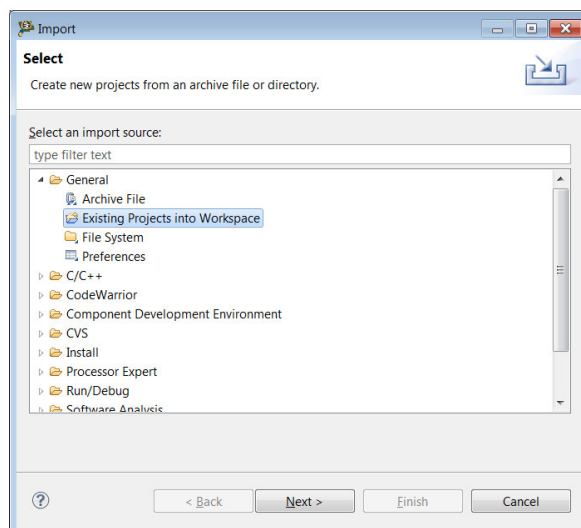 Import
Select
Create new projects from an archive file or directory.
Select an import source:
type filter text
General
Archive File
Existing Projects into Workspace
File System
Preferences
C/C++
CodeWarrior
Component Development Environment
CVS
Install
Processor Expert
Run/Debug
Software Analysis
< Back Next > Finish Cancel